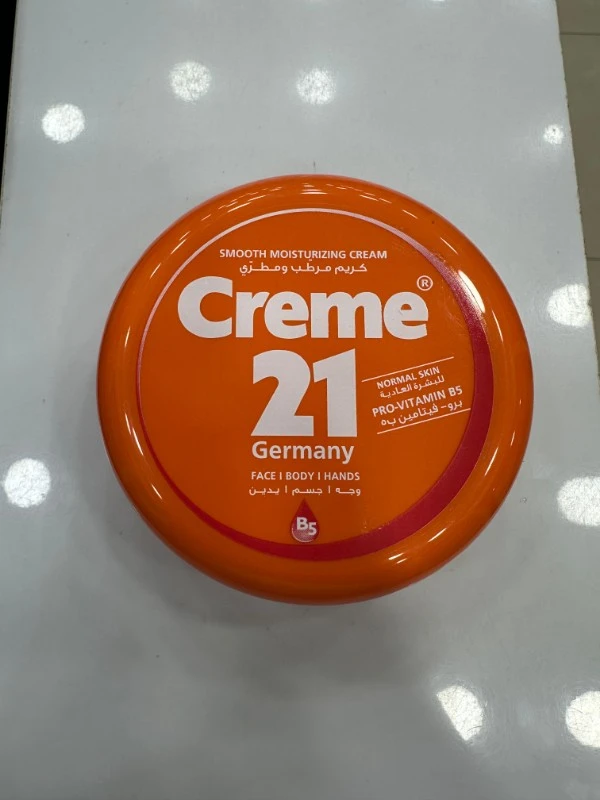 SMOOTH MOISTURIZING CREAM
كريم مرطب ومطرّي
Creme®
21
Germany
NORMAL SKIN
للبشرة العادية
PRO-VITAMIN B5
برو- فيتامين ب٥
FACE I BODY I HANDS
وجه ا جسم ا يدين
B5